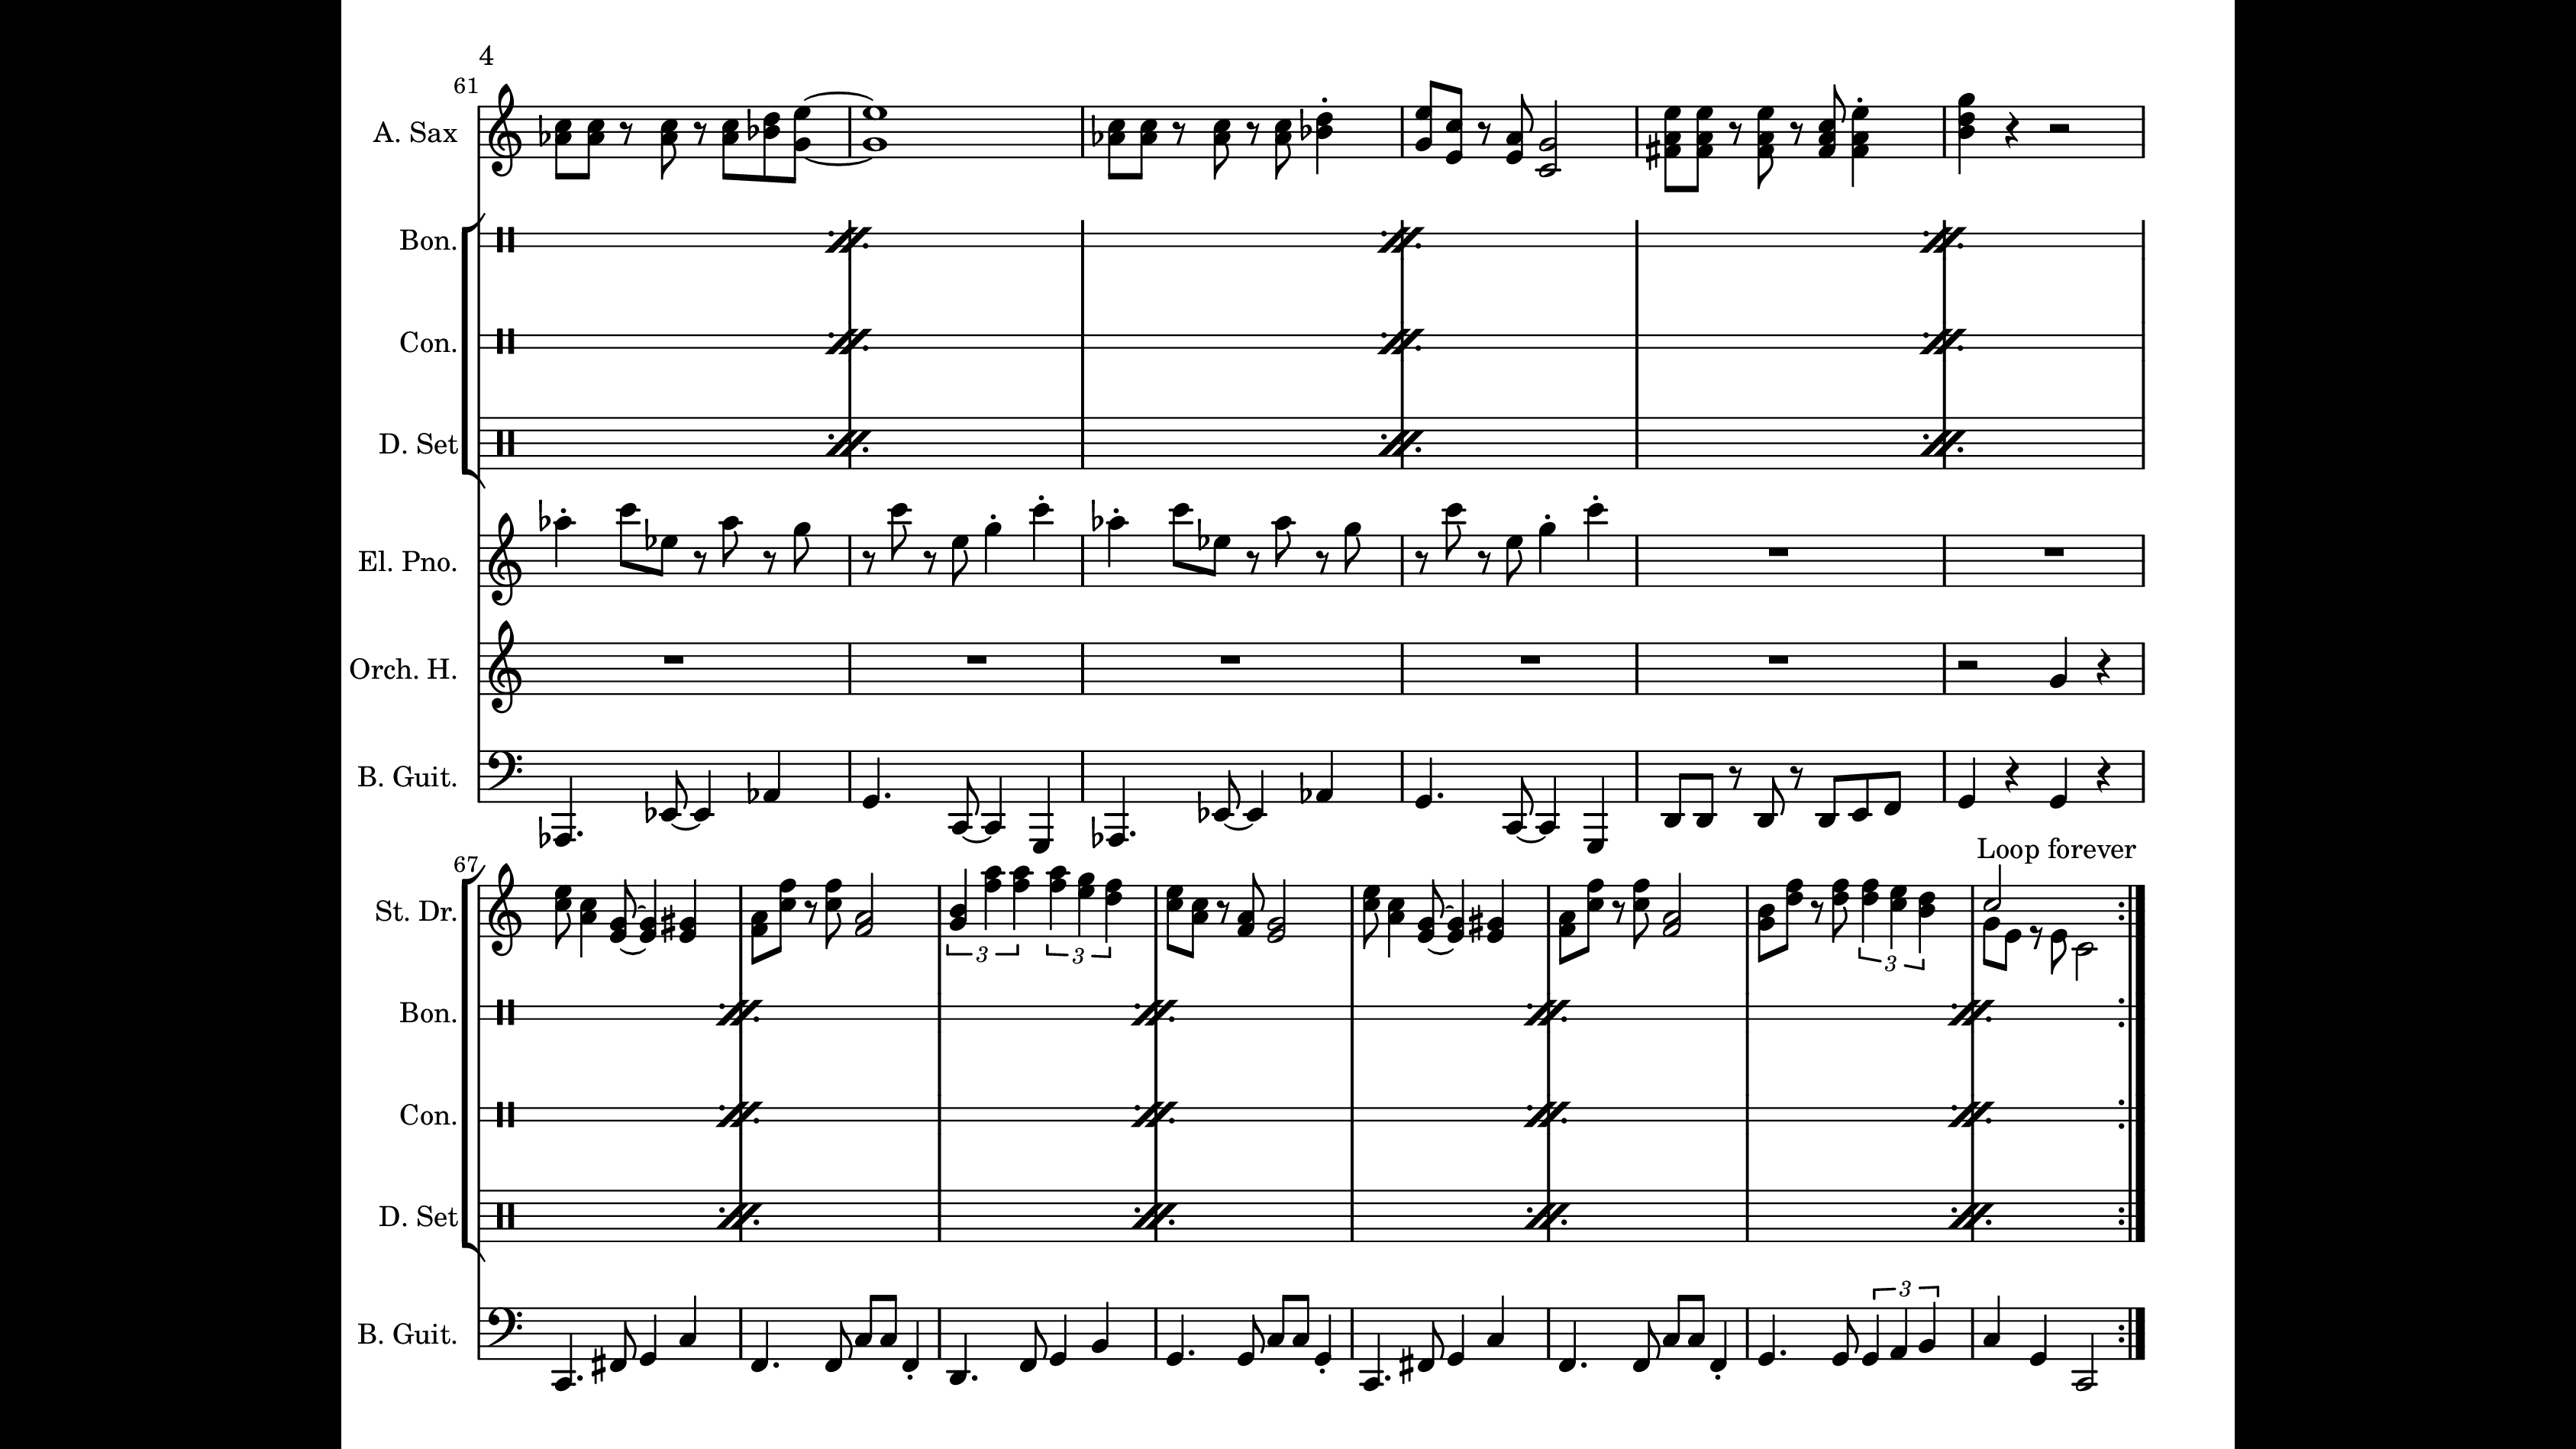 4
61
A. Sax
Bon.
Con.
D. Set
El. Pno.
Orch. H.
B. Guit.
Loop forever
67
St. Dr.
3
3
3
Bon.
Con.
D. Set
3
B. Guit.